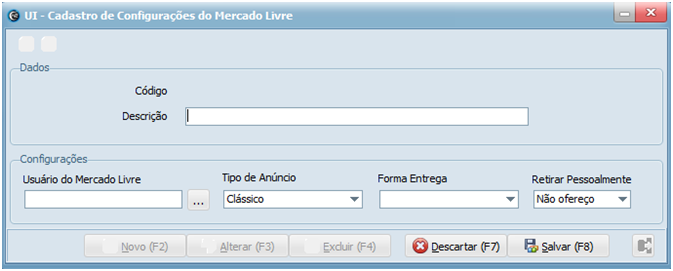 UI - Cadastro de Configurações do Mercado Livre
Dados
Código
Descrição
Configurações
Usuário do Mercado Livre Tipo de Anúncio Forma Entrega Retirar Pessoalmente
... Clássico Não ofereço
Novo (F2) Alterar (F3) Excluir (F4) Descartar (F7) Salvar (F8)